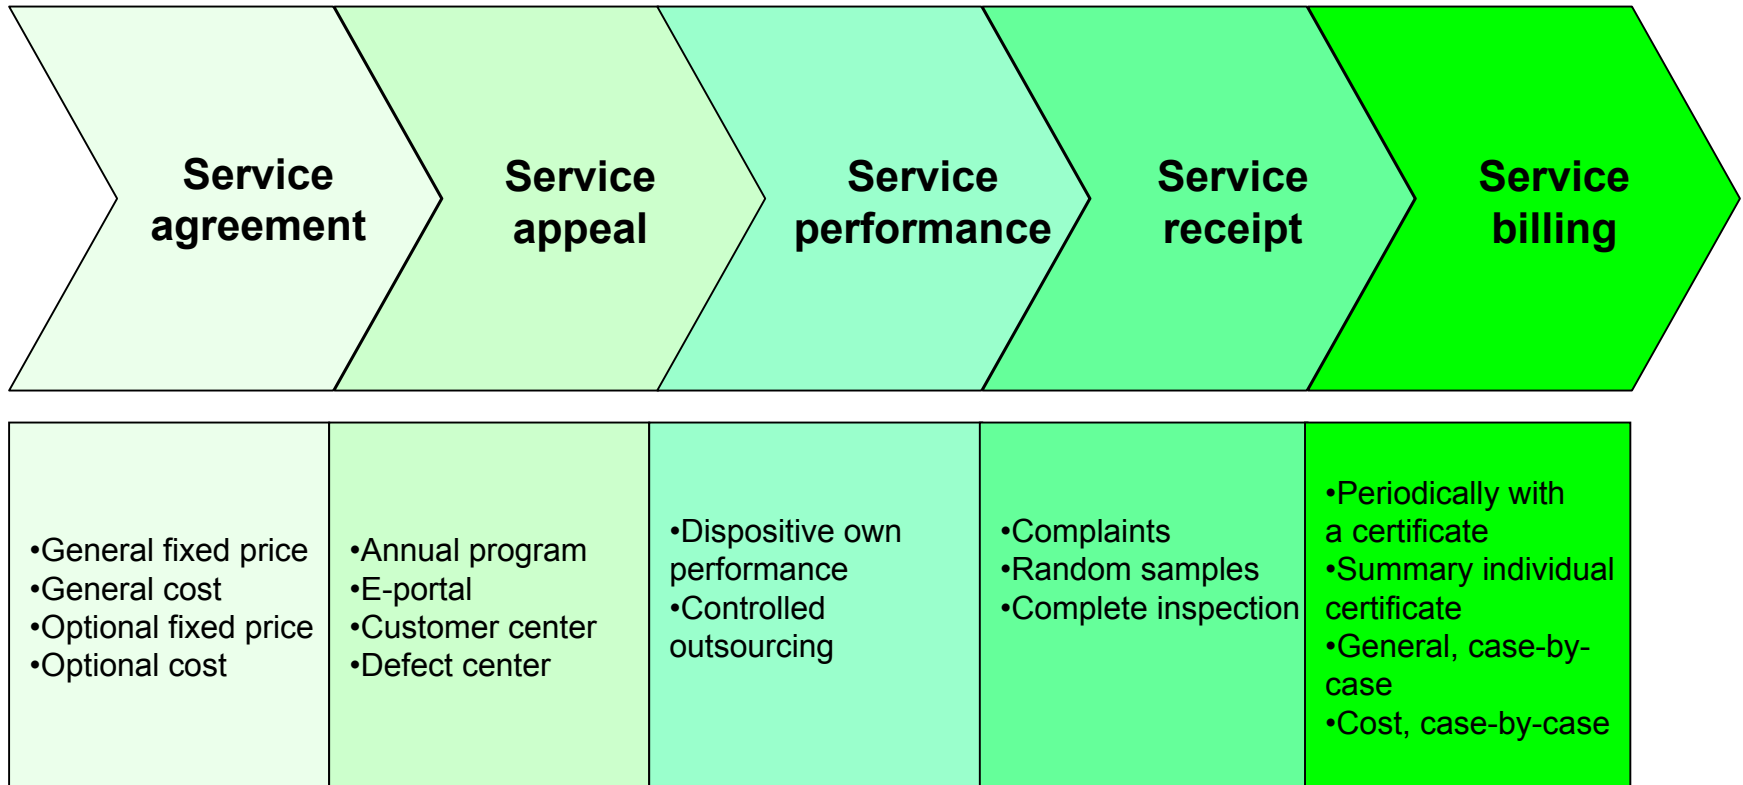 Service
agreement
Service
appeal
Service
performance
Service
receipt
Service
billing
•General fixed price
•General cost
•Optional fixed price
•Optional cost
•Annual program
•E-portal
•Customer center
•Defect center
•Dispositive own
performance
•Controlled
outsourcing
•Complaints
•Random samples
•Complete inspection
•Periodically with
a certificate
•Summary individual
certificate
•General, case-by-
case
•Cost, case-by-case